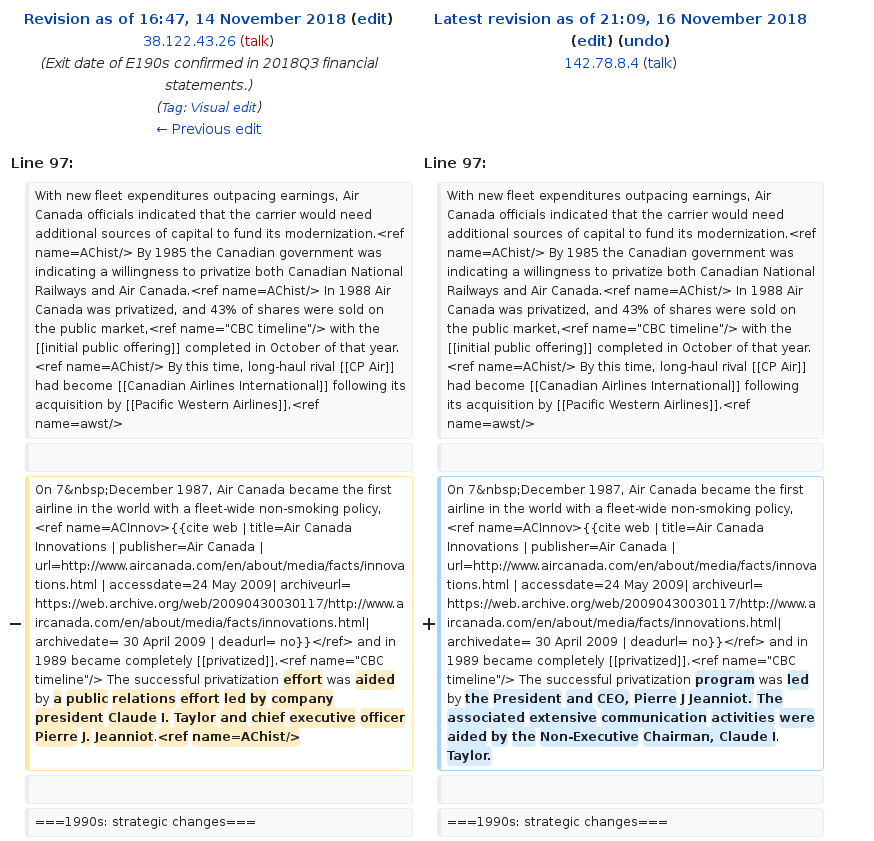 Revision as of 16:47, 14 November 2018 (edit)
38.122.43.26 (talk)
(Exit date of E190s confirmed in 2018Q3 financial
statements.)
(Tag: Visual edit)
← Previous edit
Latest revision as of 21:09, 16 November 2018
(edit) (undo)
142.78.8.4 (talk)
Line 97:
Line 97:
With new fleet expenditures outpacing earnings, Air
Canada officials indicated that the carrier would need
additional sources of capital to fund its modernization.<ref
name=AChist/> By 1985 the Canadian government was
indicating a willingness to privatize both Canadian National
Railways and Air Canada.<ref name=AChist/> In 1988 Air
Canada was privatized, and 43% of shares were sold on
the public market,<ref name="CBC timeline"/> with the
[[initial public offering]] completed in October of that year.
<ref name=AChist/> By this time, long-haul rival [[CP Air]]
had become [[Canadian Airlines International]] following its
acquisition by [[Pacific Western Airlines]].<ref
name=awst/>
With new fleet expenditures outpacing earnings, Air
Canada officials indicated that the carrier would need
additional sources of capital to fund its modernization.<ref
name=AChist/> By 1985 the Canadian government was
indicating a willingness to privatize both Canadian National
Railways and Air Canada.<ref name=AChist/> In 1988 Air
Canada was privatized, and 43% of shares were sold on
the public market,<ref name="CBC timeline"/> with the
[[initial public offering]] completed in October of that year.
<ref name=AChist/> By this time, long-haul rival [[CP Air]]
had become [[Canadian Airlines International]] following
its acquisition by [[Pacific Western Airlines]].<ref
name=awst/>
−
On 7&nbsp;December 1987, Air Canada became the first
airline in the world with a fleet-wide non-smoking policy,
<ref name=ACInnov>{{cite web | title=Air Canada
Innovations | publisher=Air Canada |
url=http://www.aircanada.com/en/about/media/facts/innova
tions.html | accessdate=24 May 2009| archiveurl=
https://web.archive.org/web/20090430030117/http://www.a
ircanada.com/en/about/media/facts/innovations.html|
archivedate= 30 April 2009 | deadurl= no}}</ref> and in
1989 became completely [[privatized]].<ref name="CBC
timeline"/> The successful privatization effort was aided
by a public relations effort led by company
president Claude I. Taylor and chief executive officer
Pierre J. Jeanniot.<ref name=AChist/>
+
On 7&nbsp;December 1987, Air Canada became the first
airline in the world with a fleet-wide non-smoking policy,
<ref name=ACInnov>{{cite web | title=Air Canada
Innovations | publisher=Air Canada |
url=http://www.aircanada.com/en/about/media/facts/innova
tions.html | accessdate=24 May 2009| archiveurl=
https://web.archive.org/web/20090430030117/http://www.a
ircanada.com/en/about/media/facts/innovations.html|
archivedate= 30 April 2009 | deadurl= no}}</ref> and in
1989 became completely [[privatized]].<ref name="CBC
timeline"/> The successful privatization program was led
by the President and CEO, Pierre J Jeanniot. The
associated extensive communication activities were
aided by the Non-Executive Chairman, Claude I.
Taylor.
===1990s: strategic changes===
===1990s: strategic changes===